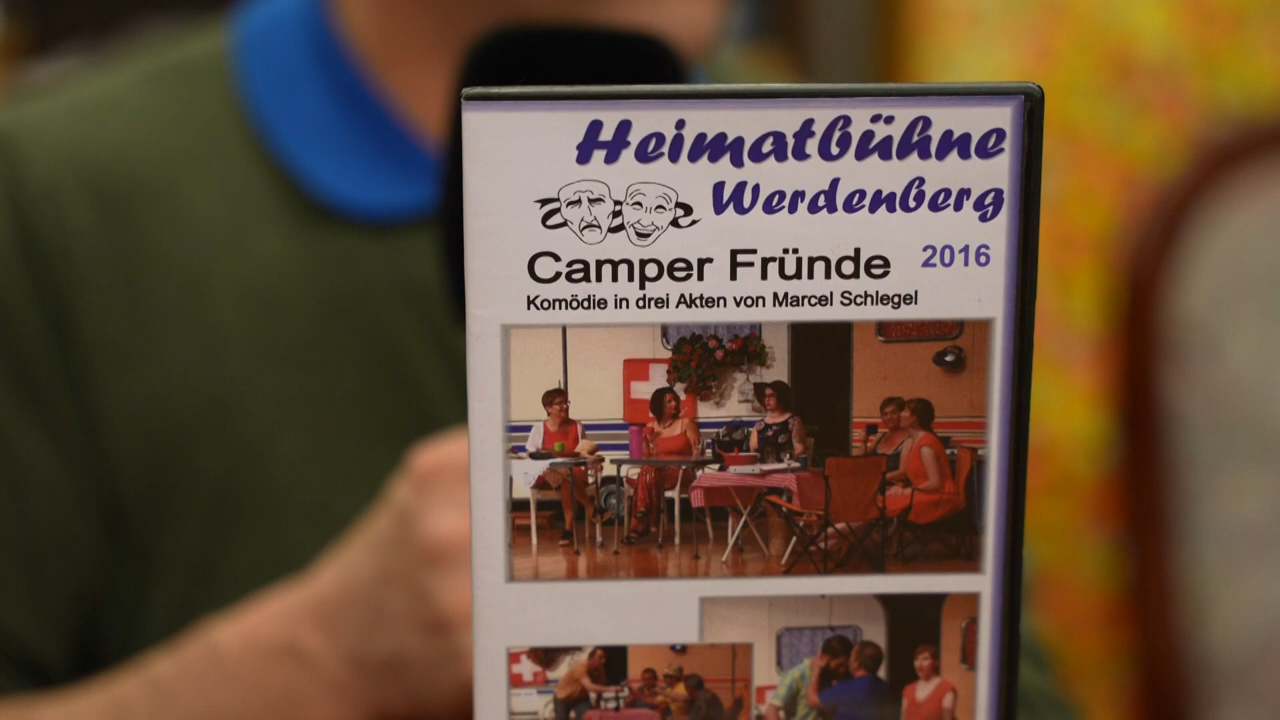 Heimatbühne
Werdenberg
Camper Fründe 2016
Komödie in drei Akten von Marcel Schlegel